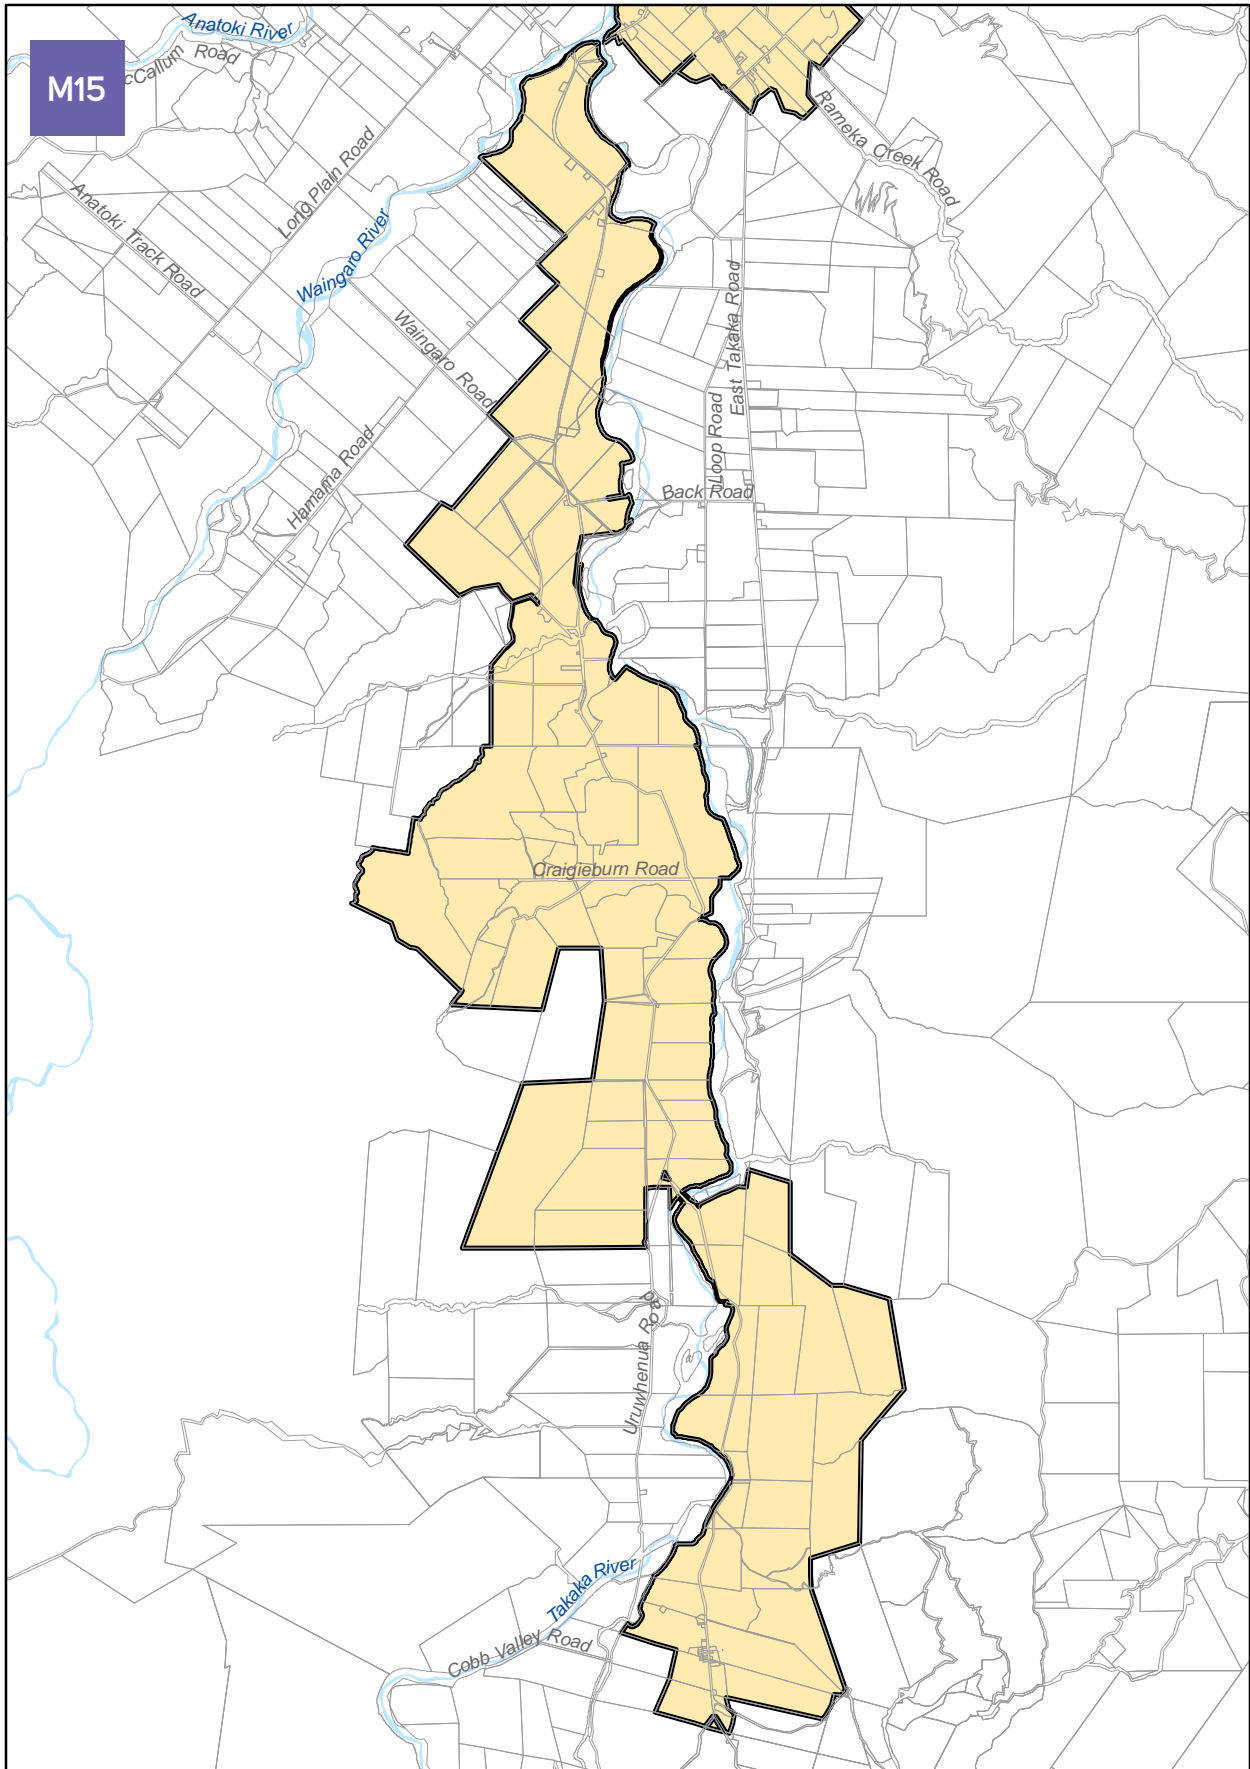 Anatoki River
cCallum Road
M15
Rameka Creek Road
Long Plain Road
Anatoki Track Road
Waingaro River
East Takaka Road
Waingaro Road
Loop Road
Hamama Road
Back Road
Craigieburn Road
Uruwhenua Road
Takaka River
Cobb Valley Road